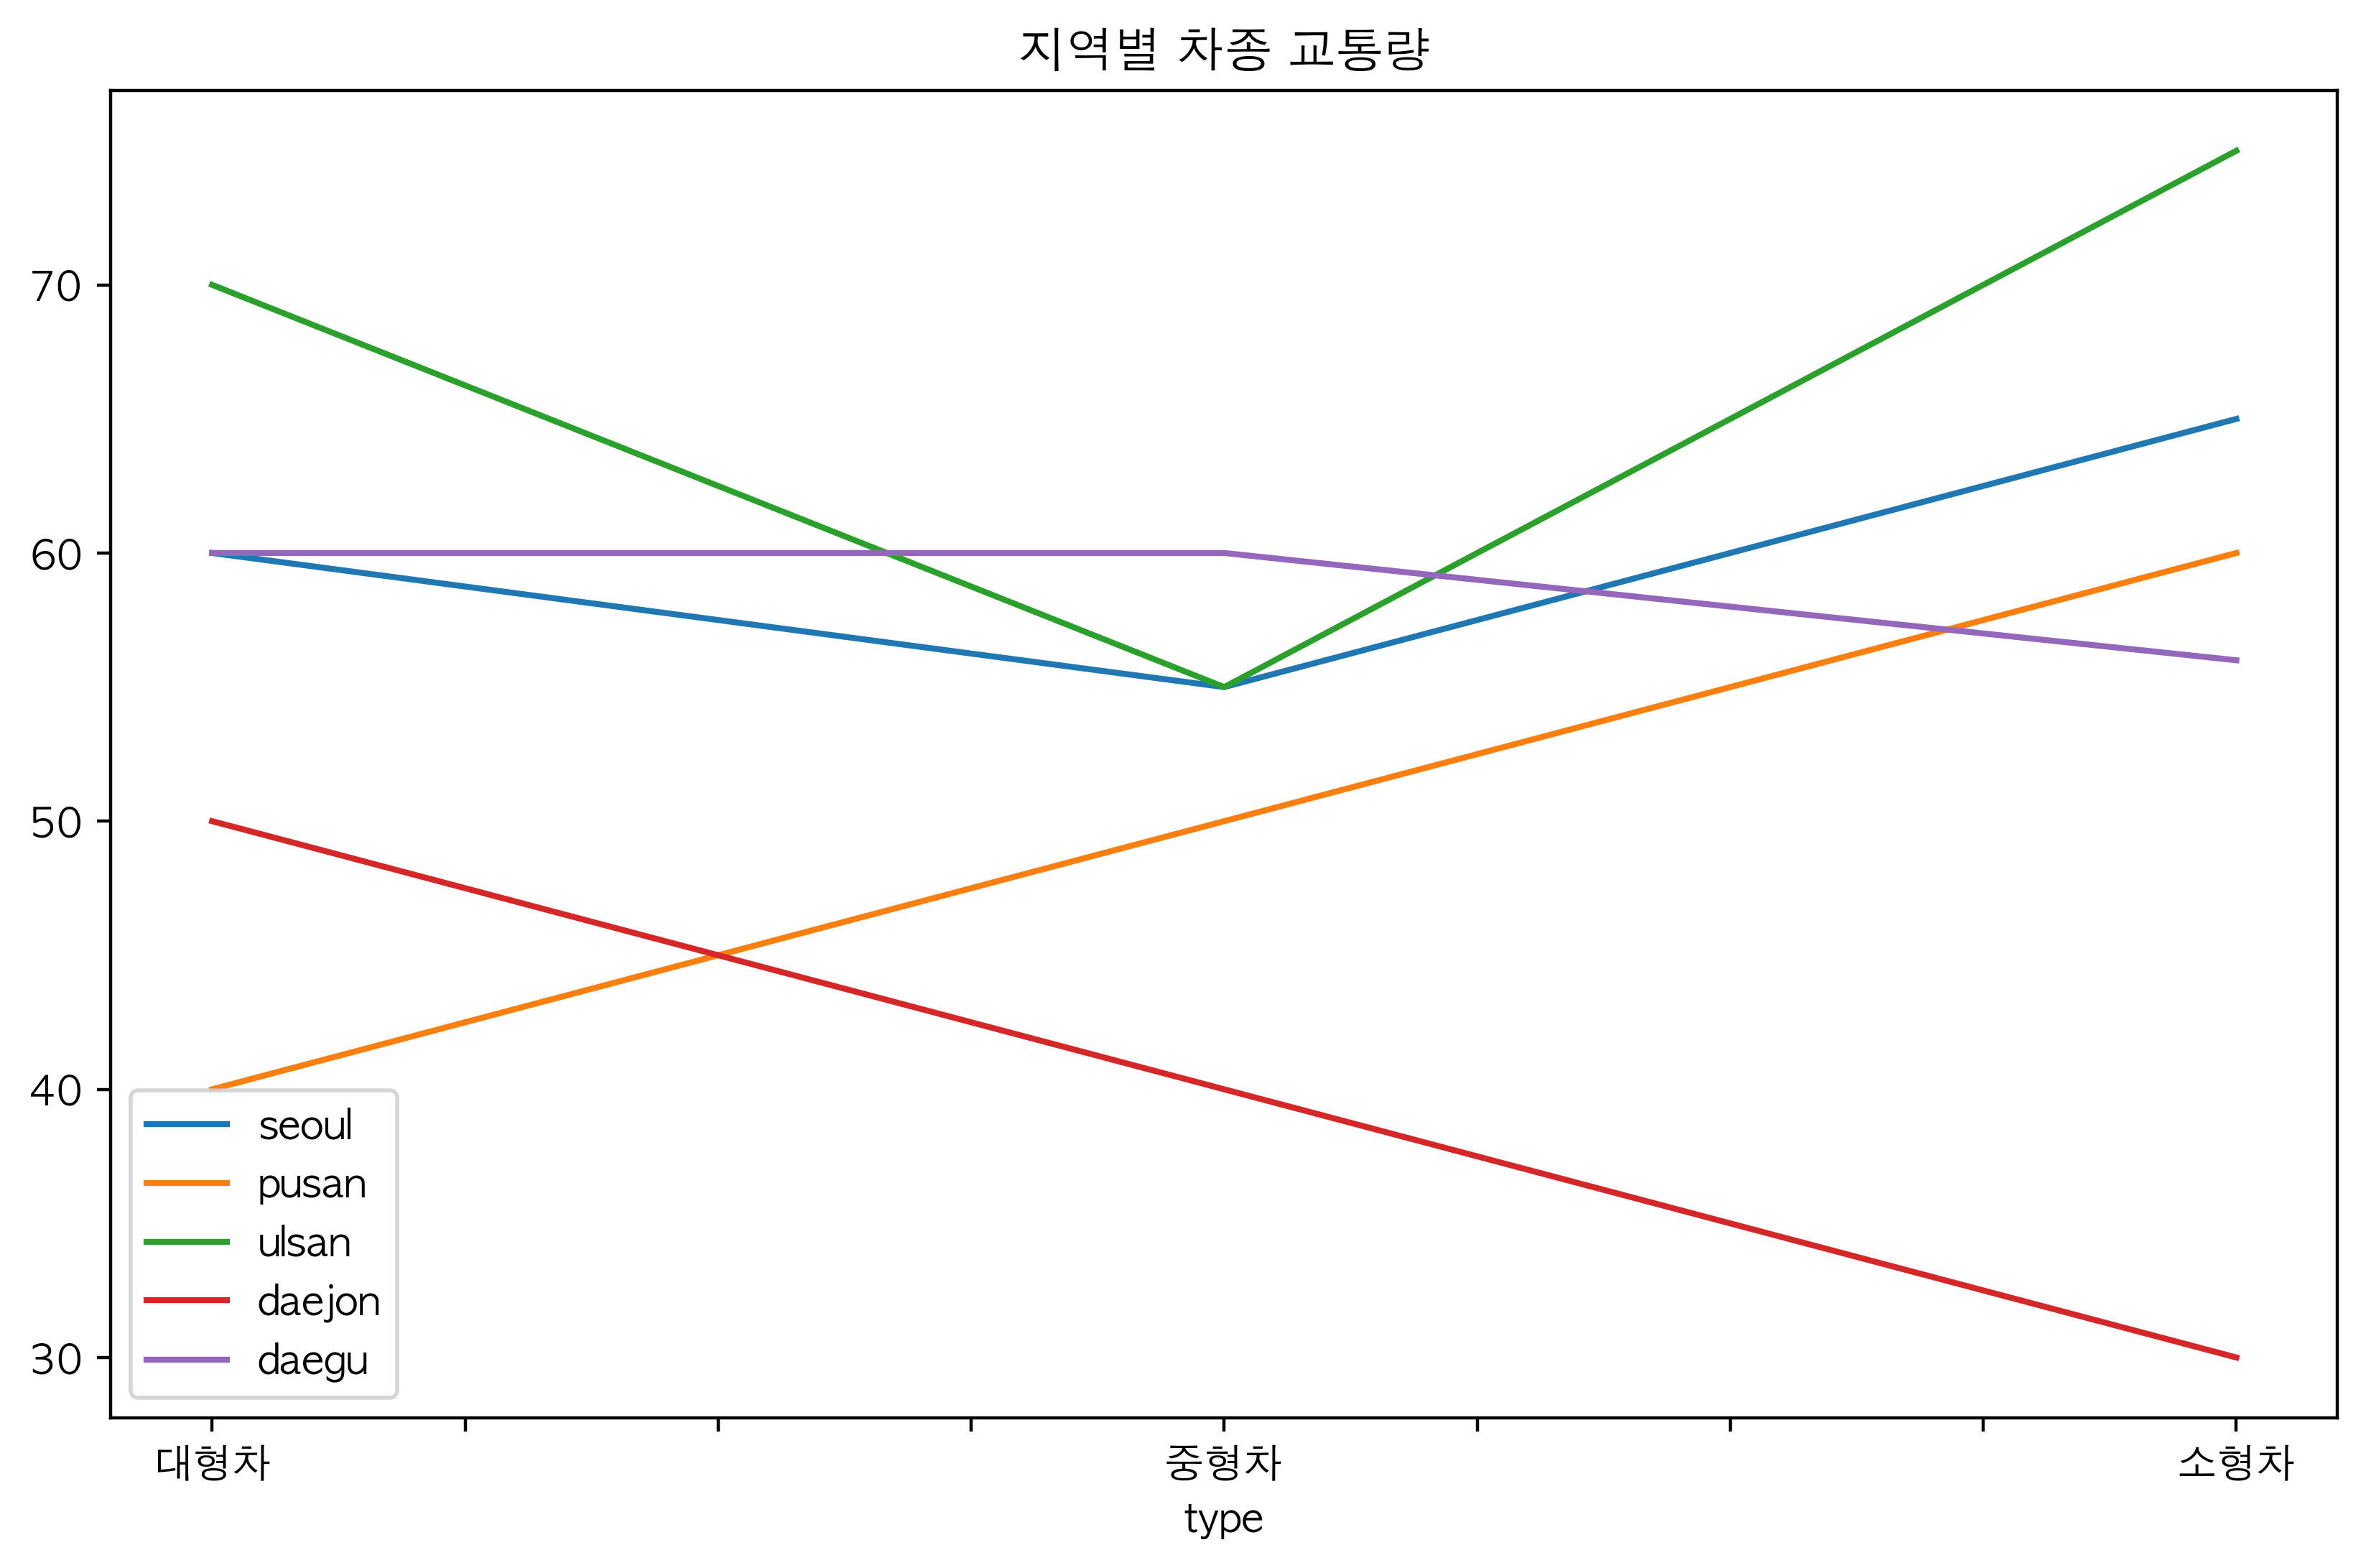 지역별 차종 교통량
70
60
50
40
30
seoul
pusan
ulsan
daejon
daegu
대형차 중형차 소형차
type